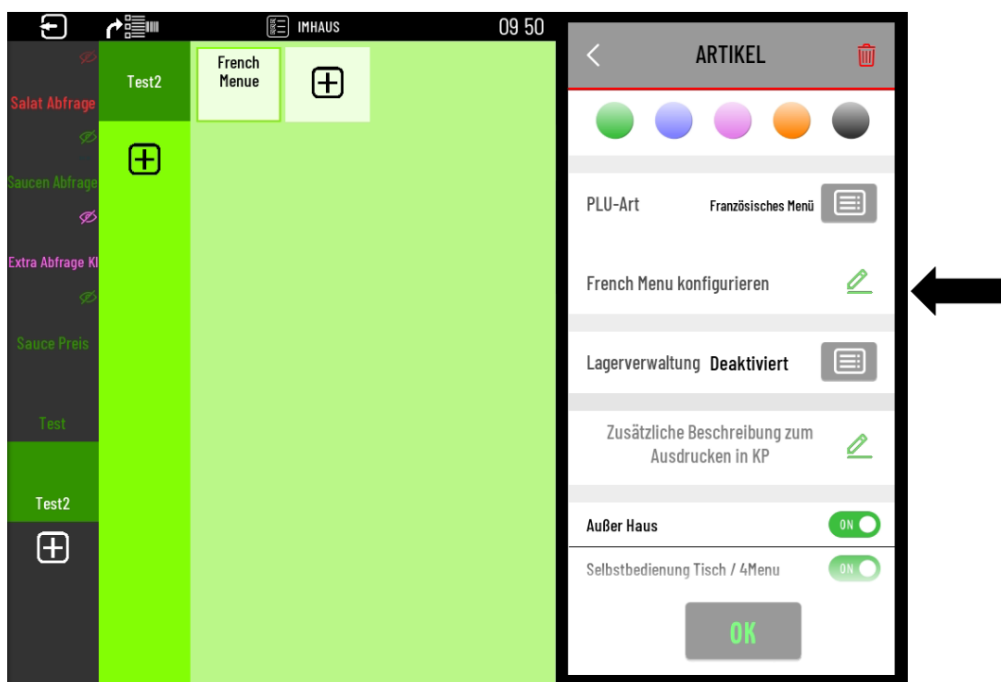 IMHAUS
09 50
Salat Abfrage
Saucen Abfrage
Extra Abfrage Kl
Sauce Preis
Test
Test2
Test2
French
Menue
ARTIKEL
PLU-Art Französisches Menü
French Menu konfigurieren
Lagerverwaltung Deaktiviert
Zusätzliche Beschreibung zum
Ausdrucken in KP
Außer Haus ON
Selbstbedienung Tisch / 4Menu ON
OK